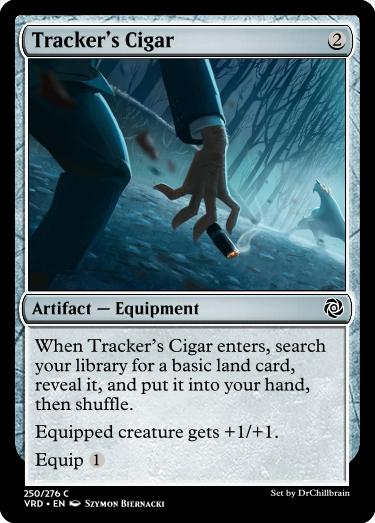 Tracker's Cigar 2
Artifact — Equipment
When Tracker's Cigar enters, search
your library for a basic land card,
reveal it, and put it into your hand,
then shuffle.
Equipped creature gets +1/+1.
Equip 1
250/276 C
VRD • EN Szymon Biernacki
Set by DrChillbrain